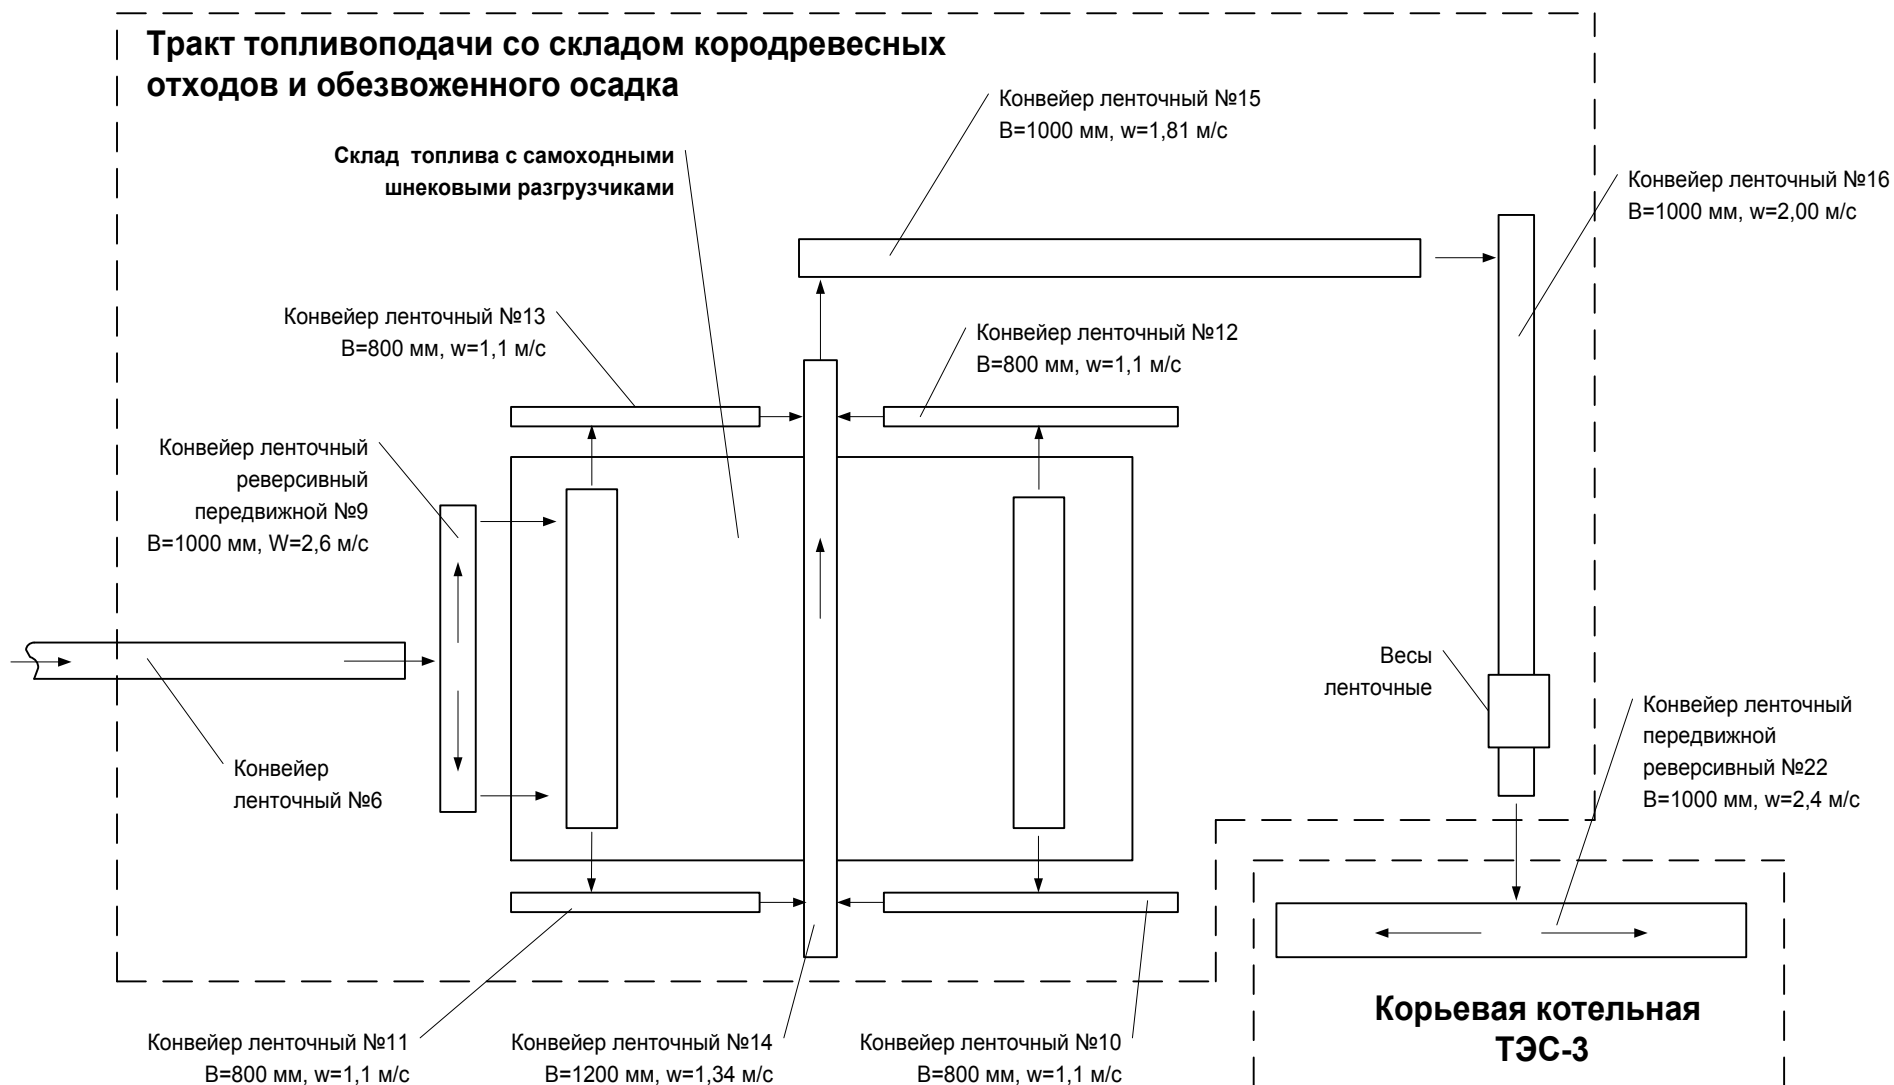 Тракт топливоподачи со складом кородревесных
отходов и обезвоженного осадка
Конвейер ленточный №15
B=1000 мм, w=1,81 м/с
Склад топлива с самоходными
шнековыми разгрузчиками
Конвейер ленточный №16
B=1000 мм, w=2,00 м/с
Конвейер ленточный №13
B=800 мм, w=1,1 м/с
Конвейер ленточный №12
B=800 мм, w=1,1 м/с
Конвейер ленточный
реверсивный
передвижной №9
B=1000 мм, W=2,6 м/с
Весы
ленточные
Конвейер ленточный
передвижной
реверсивный №22
B=1000 мм, w=2,4 м/с
Конвейер
ленточный №6
Корьевая котельная
ТЭС-3
Конвейер ленточный №11
B=800 мм, w=1,1 м/с
Конвейер ленточный №14
B=1200 мм, w=1,34 м/с
Конвейер ленточный №10
B=800 мм, w=1,1 м/с